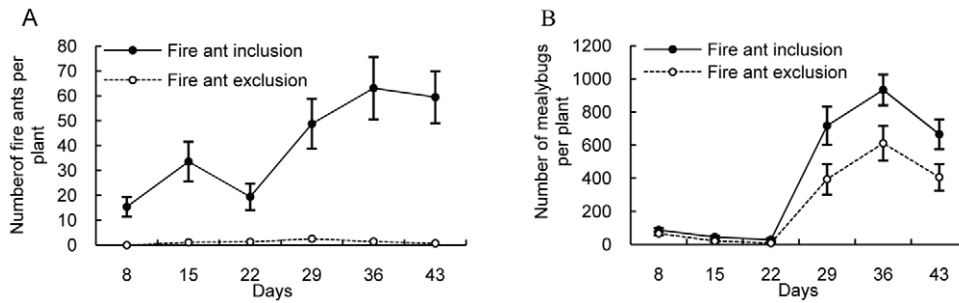 A
Numberof fire ants per
plant
80
70
60
50
40
30
20
10
0
Fire ant inclusion
Fire ant exclusion
8 15 22 29 36 43
Days
B
Number of mealybugs
per plant
1200
1000
800
600
400
200
0
Fire ant inclusion
Fire ant exclusion
8 15 22 29 36 43
Days